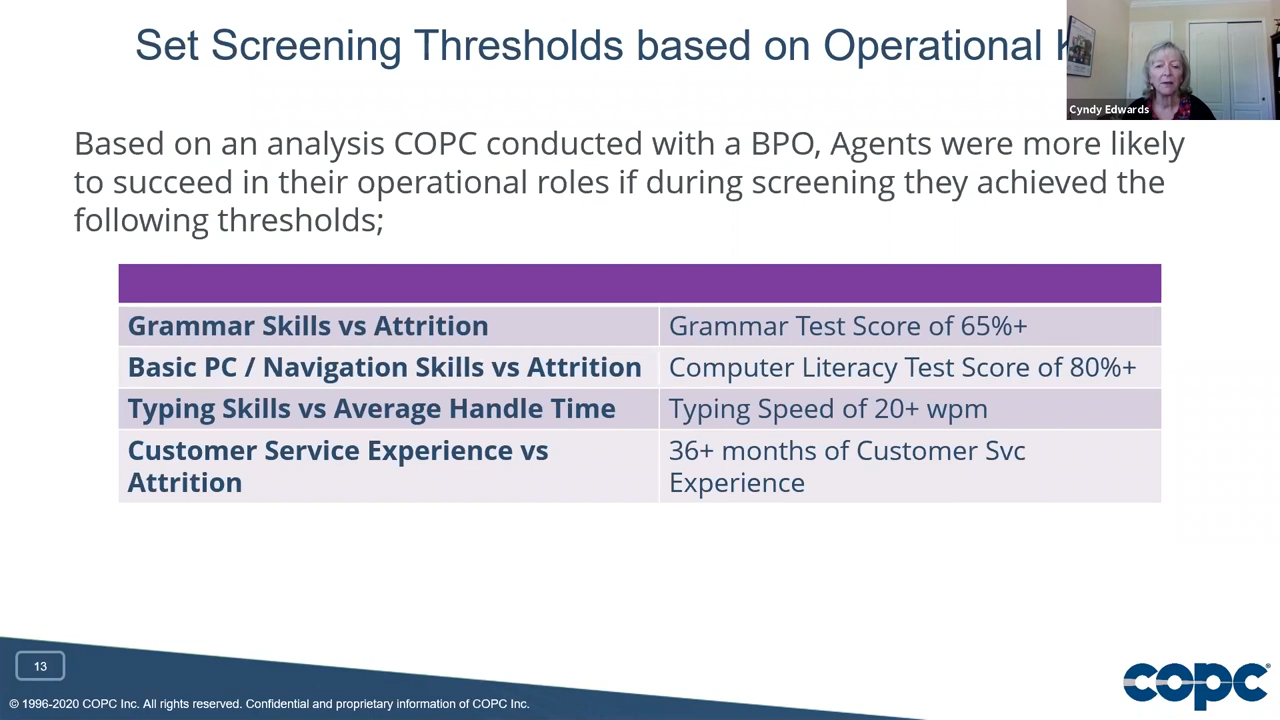 Set Screening Thresholds based on Operational
Cyndy Edwards
Based on an analysis COPC conducted with a BPO, Agents were more likely
to succeed in their operational roles if during screening they achieved the
following thresholds;
Grammar Skills vs Attrition
Grammar Test Score of 65%+
Basic PC / Navigation Skills vs Attrition
Computer Literacy Test Score of 80%+
Typing Skills vs Average Handle Time
Typing Speed of 20+ wpm
Customer Service Experience vs
Attrition
36+ months of Customer Svc
Experience
13
© 1996-2020 COPC Inc. All rights reserved. Confidential and proprietary information of COPC Inc.
copc®